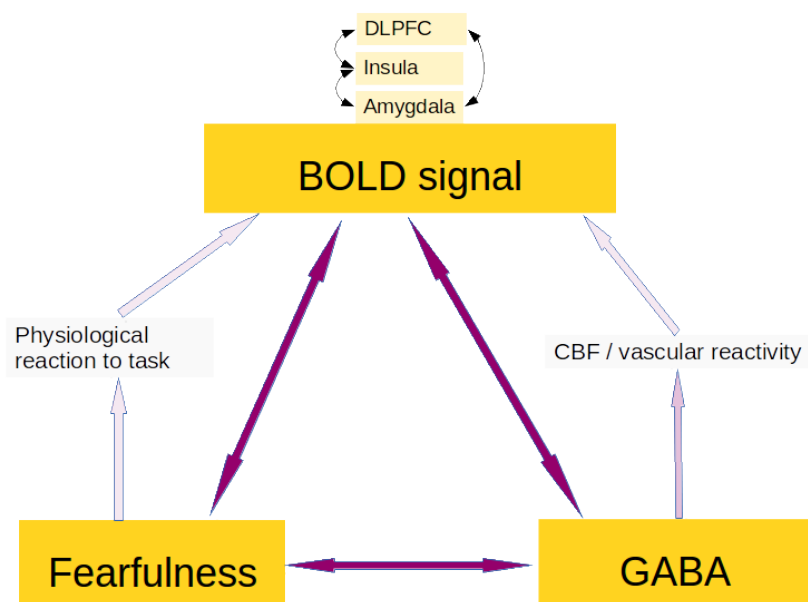 DLPFC
Insula
Amygdala
BOLD signal
Physiological
reaction to task
CBF / vascular reactivity
Fearfulness
GABA